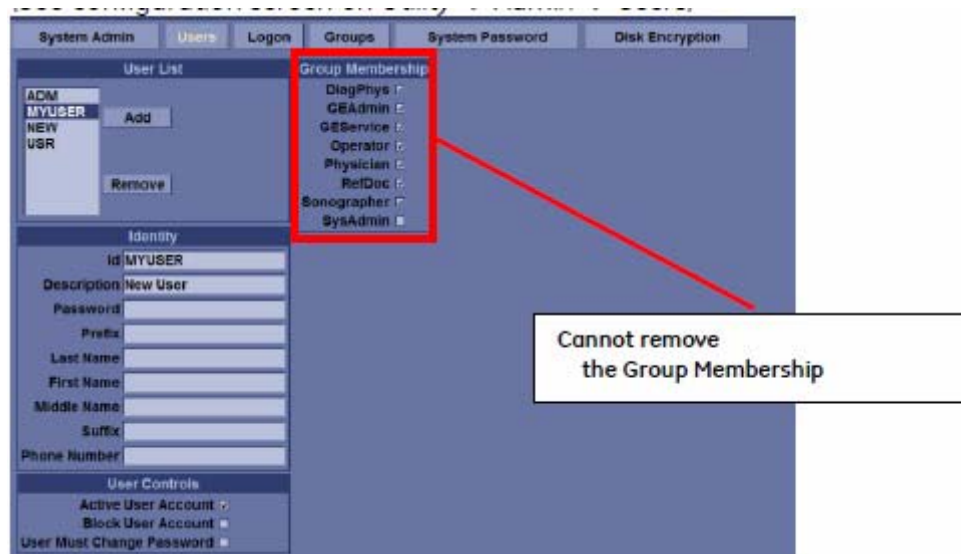 System Admin Users Logon Groups System Password Disk Encryption
User List
ADM
MYUSER
NEW
USR
Add
Remove
Group Membership
DiagPhys
GEAdmin
GEService
Operator
Physician
RefDoc
Sonographer
SysAdmin
Identity
Id MYUSER
Description New User
Password
Prefix
Last Name
First Name
Middle Name
Suffix
Phone Number
User Controls
Active User Account
Block User Account
User Must Change Password
Cannot remove
the Group Membership